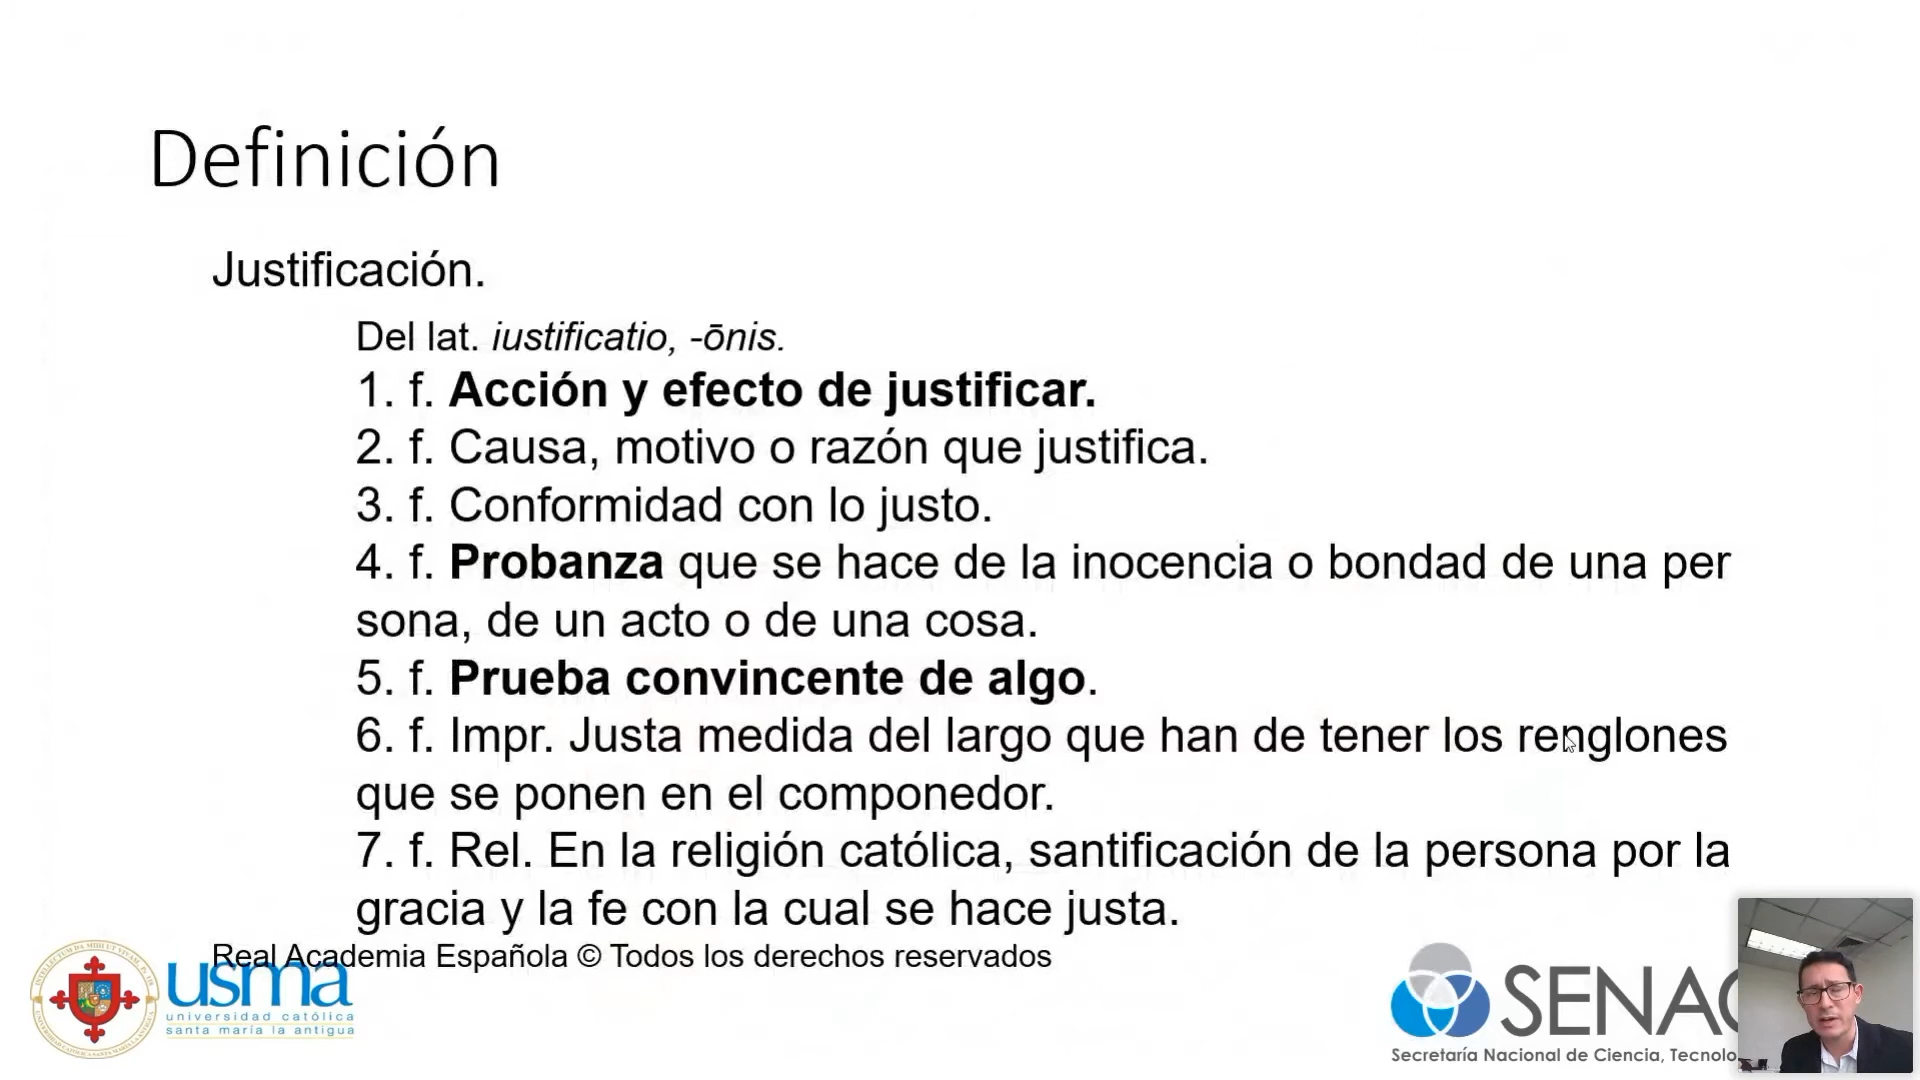 Definición
Justificación.
Del lat. iustificatio, -ōnis.
1. f. Acción y efecto de justificar.
2. f. Causa, motivo o razón que justifica.
3. f. Conformidad con lo justo.
4. f. Probanza que se hace de la inocencia o bondad de una per
sona, de un acto o de una cosa.
5. f. Prueba convincente de algo.
6. f. Impr. Justa medida del largo que han de tener los renglones
que se ponen en el componedor.
7. f. Rel. En la religión católica, santificación de la persona por la
gracia y la fe con la cual se hace justa.
Real Academia Española © Todos los derechos reservados
usma
universidad católica
santa maría la antigua
SENAC
Secretaría Nacional de Ciencia, Tecnolo